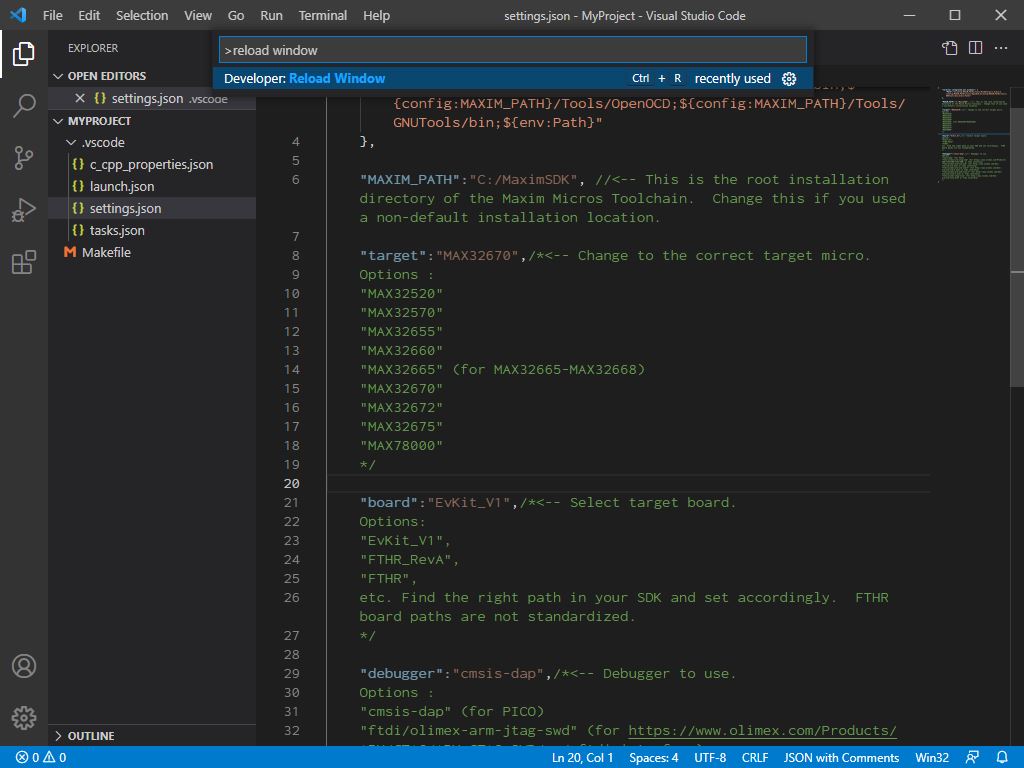 File Edit Selection View Go Run Terminal Help settings.json - MyProject - Visual Studio Code
EXPLORER
>reload window
Developer: Reload Window Ctrl + R recently used
OPEN EDITORS
settings.json .vscode
MYPROJECT
.vscode
c_cpp_properties.json
launch.json
settings.json
tasks.json
Makefile
OUTLINE
{config:MAXIM_PATH}/Tools/OpenOCD;${config:MAXIM_PATH}/Tools/
GNUTools/bin;${env:Path}"
4 },
5
6 "MAXIM_PATH":"C:/MaximSDK", //<-- This is the root installation
directory of the Maxim Micros Toolchain.  Change this if you used
a non-default installation location.
7
8 "target":"MAX32670",/*<-- Change to the correct target micro.
9 Options :
10 "MAX32520"
11 "MAX32570"
12 "MAX32655"
13 "MAX32660"
14 "MAX32665" (for MAX32665-MAX32668)
15 "MAX32670"
16 "MAX32672"
17 "MAX32675"
18 "MAX78000"
19 */
20
21 "board":"EvKit_V1",/*<-- Select target board.
22 Options:
23 "EvKit_V1",
24 "FTHR_RevA",
25 "FTHR",
26 etc. Find the right path in your SDK and set accordingly.  FTHR
board paths are not standardized.
27 */
28
29 "debugger":"cmsis-dap",/*<-- Debugger to use.
30 Options :
31 "cmsis-dap" (for PICO)
32 "ftdi/olimex-arm-jtag-swd" (for https://www.olimex.com/Products/
0 0 Ln 20, Col 1 Spaces: 4 UTF-8 CRLF JSON with Comments Win32